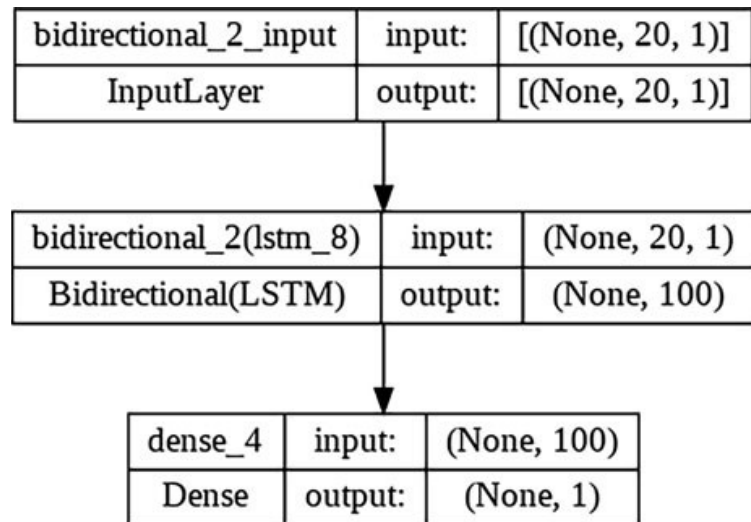 bidirectional_2_input input: [(None, 20, 1)]
InputLayer output: [(None, 20, 1)]
bidirectional_2(lstm_8) input: (None, 20, 1)
Bidirectional(LSTM) output: (None, 100)
dense_4 input: (None, 100)
Dense output: (None, 1)